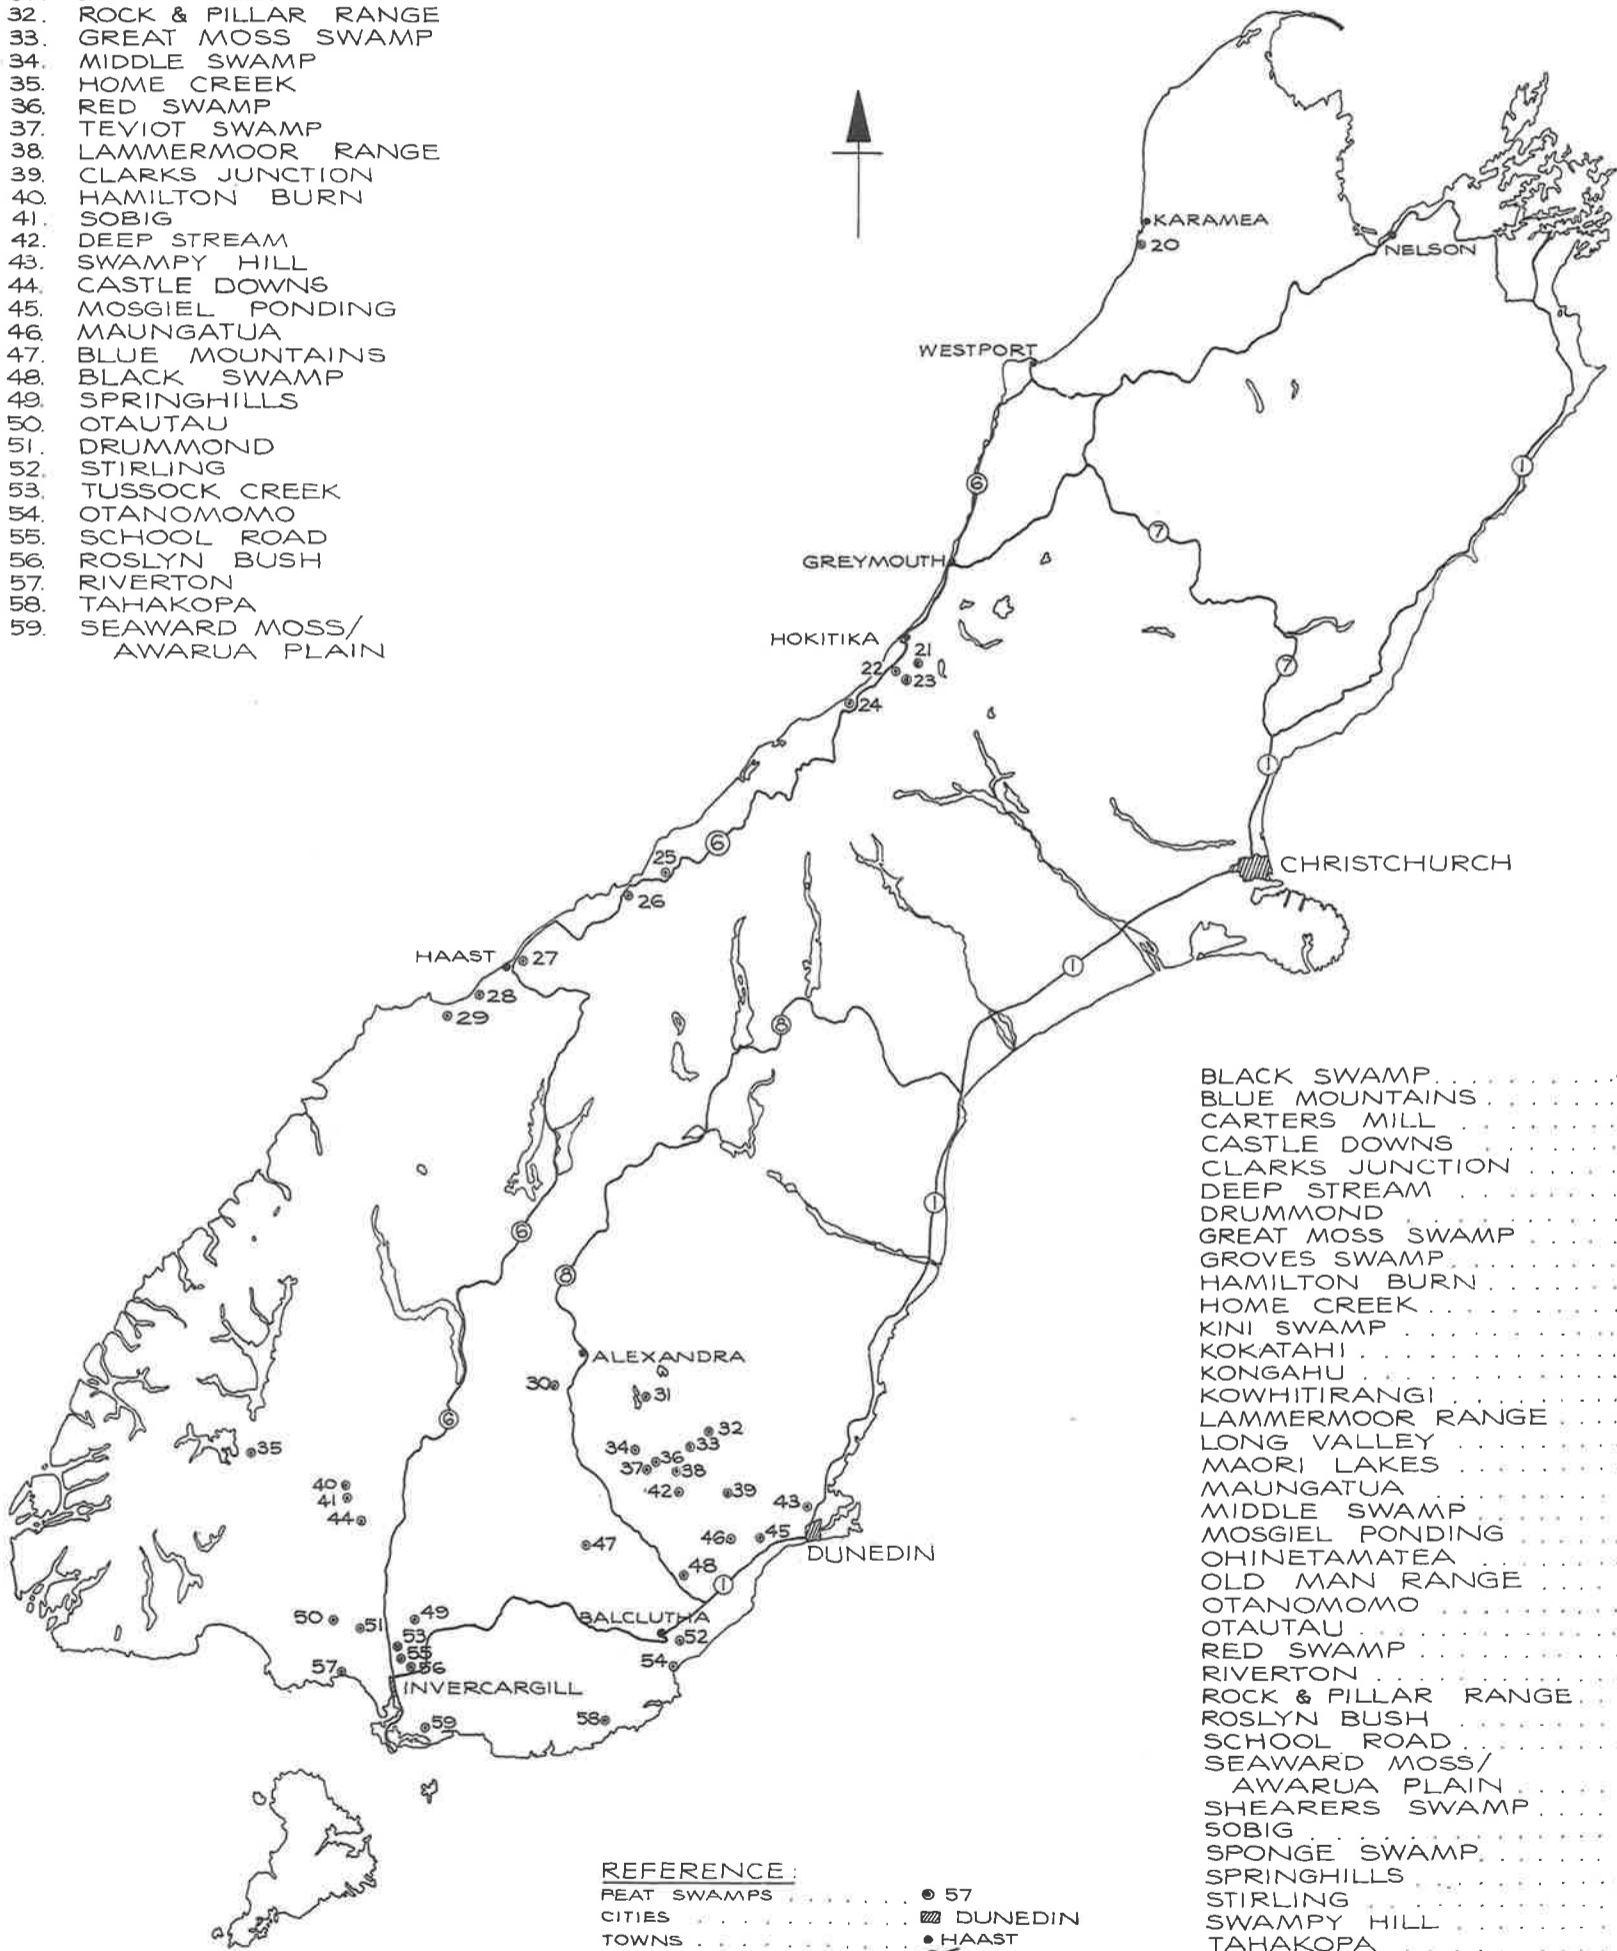 32. ROCK & PILLAR RANGE
33. GREAT MOSS SWAMP
34. MIDDLE SWAMP
35. HOME CREEK
36. RED SWAMP
37. TEVIOT SWAMP
38. LAMMERMOOR RANGE
39. CLARKS JUNCTION
40. HAMILTON BURN
41. SOBIG
42. DEEP STREAM
43. SWAMPY HILL
44. CASTLE DOWNS
45. MOSGIEL PONDING
46. MAUNGATUA
47. BLUE MOUNTAINS
48. BLACK SWAMP
49. SPRINGHILLS
50. OTAUTAU
51. DRUMMOND
52. STIRLING
53. TUSSOCK CREEK
54. OTANOMOMO
55. SCHOOL ROAD
56. ROSLYN BUSH
57. RIVERTON
58. TAHAKOPA
59. SEAWARD MOSS/
AWARUA PLAIN
KARAMEA
20
NELSON
WESTPORT
1
6
7
GREYMOUTH
HOKITIKA
21
22
23
7
24
1
6
CHRISTCHURCH
25
26
HAAST
27
1
28
29
8
1
6
8
ALEXANDRA
30
31
6
32
33
34
35
36
37
38
40
42
39
41
43
44
46
45
47
DUNEDIN
48
1
50
49
51
BALCLUTHA
52
53
55
54
56
57
INVERCARGILL
59
58
BLACK SWAMP
BLUE MOUNTAINS
CARTERS MILL
CASTLE DOWNS
CLARKS JUNCTION
DEEP STREAM
DRUMMOND
GREAT MOSS SWAMP
GROVES SWAMP
HAMILTON BURN
HOME CREEK
KINI SWAMP
KOKATAHI
KONGAHU
KOWHITIRANGI
LAMMERMOOR RANGE
LONG VALLEY
MAORI LAKES
MAUNGATUA
MIDDLE SWAMP
MOSGIEL PONDING
OHINETAMATEA
OLD MAN RANGE
OTANOMOMO
OTAUTAU
RED SWAMP
RIVERTON
ROCK & PILLAR RANGE
ROSLYN BUSH
SCHOOL ROAD
SEAWARD MOSS/
AWARUA PLAIN
SHEARERS SWAMP
SOBIG
SPONGE SWAMP
SPRINGHILLS
STIRLING
SWAMPY HILL
TAHAKOPA
REFERENCE:
PEAT SWAMPS 57
CITIES DUNEDIN
TOWNS HAAST